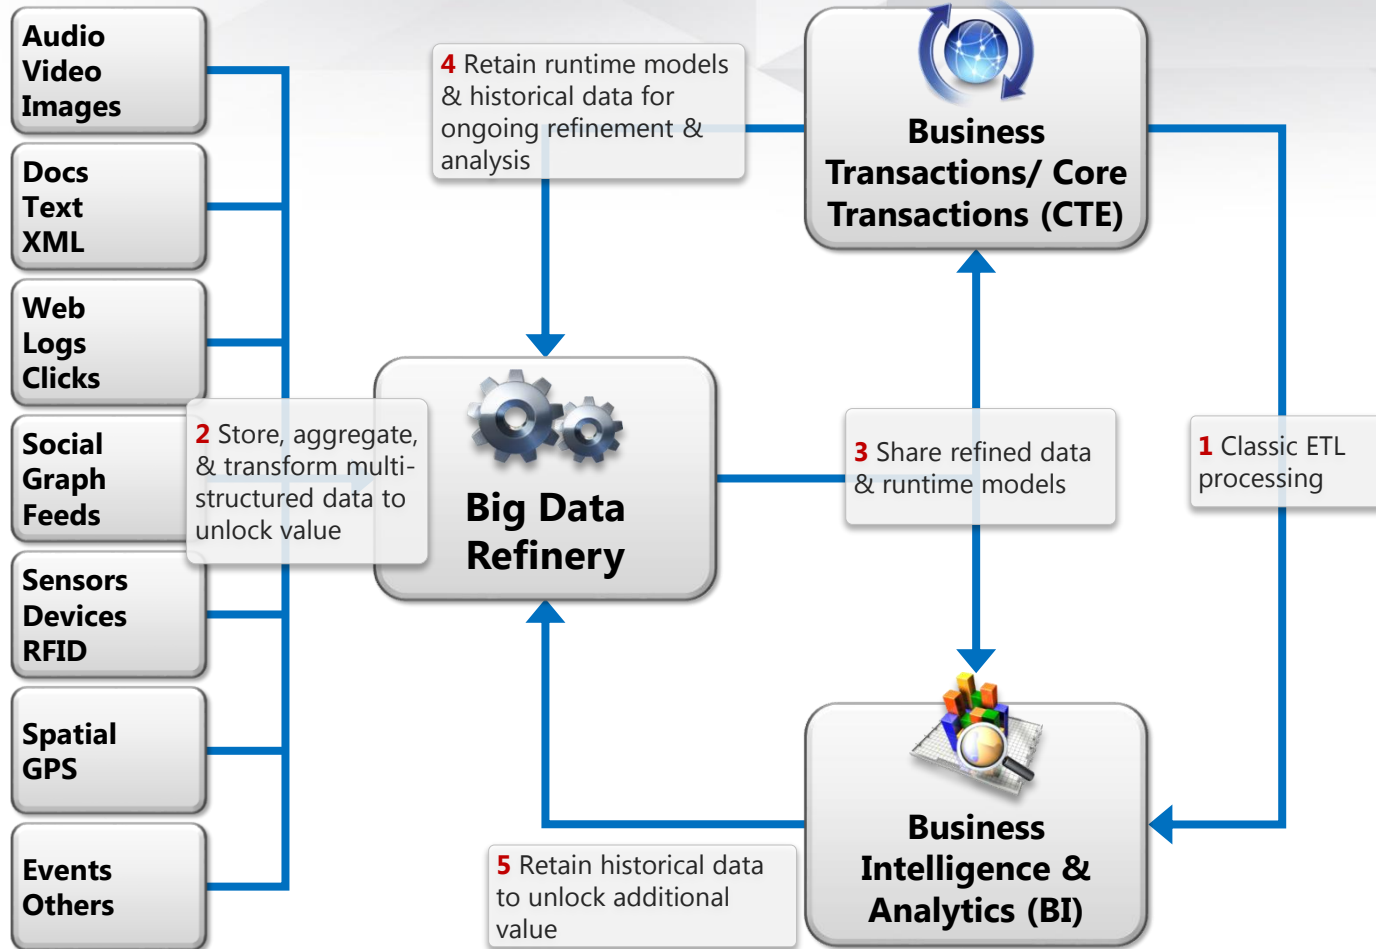 Audio
Video
Images
Docs
Text
XML
Web
Logs
Clicks
Social
Graph
Feeds
Sensors
Devices
RFID
Spatial
GPS
Events
Others
2 Store, aggregate,
& transform multi-
structured data to
unlock value
4 Retain runtime models
& historical data for
ongoing refinement &
analysis
Big Data
Refinery
5 Retain historical data
to unlock additional
value
Business
Transactions/ Core
Transactions (CTE)
3 Share refined data
& runtime models
1 Classic ETL
processing
Business
Intelligence &
Analytics (BI)